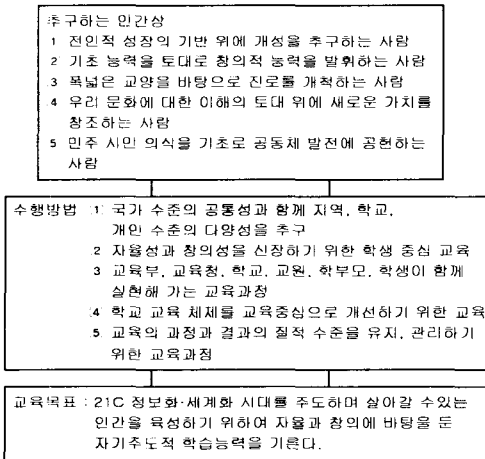 추구하는 인간상
1 전인적 성장의 기반 위에 개성을 추구하는 사람
2 기초 능력을 토대로 창의적 능력을 발휘하는 사람
3 폭넓은 교양을 바탕으로 진로를 개척하는 사람
4 우리 문화에 대한 이해의 토대 위에 새로운 가치를
창조하는 사람
5 민주 시민 의식을 기초로 공동체 발전에 공헌하는
사람
수행방법 : 1 국가 수준의 공통성과 함께 지역, 학교,
개인 수준의 다양성을 추구
2 자율성과 창의성을 신장하기 위한 학생 중심 교육
3 교육부, 교육청, 학교, 교원, 학부모, 학생이 함께
실현해 가는 교육과정
4 학교 교육 체제를 교육중심으로 개선하기 위한 교육
5. 교육의 과정과 결과의 질적 수준을 유지, 관리하기
위한 교육과정
교육목표 : 21C 정보화·세계화 시대를 주도하며 살아갈 수있는
인간을 육성하기 위하여 자율과 창의에 바탕을 둔
자기주도적 학습능력을 기른다.